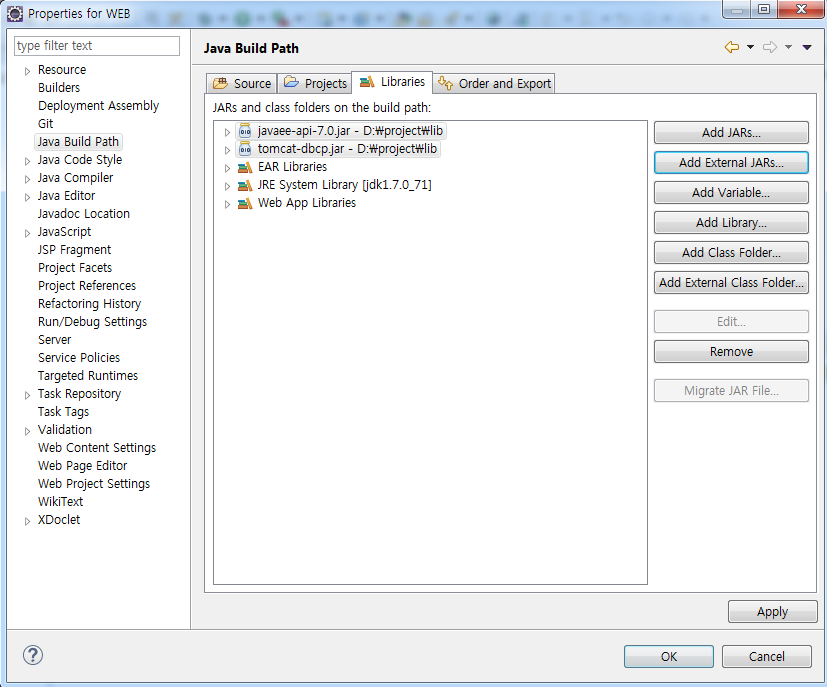 Properties for WEB
type filter text
Resource
Builders
Deployment Assembly
Git
Java Build Path
Java Code Style
Java Compiler
Java Editor
Javadoc Location
JavaScript
JSP Fragment
Project Facets
Project References
Refactoring History
Run/Debug Settings
Server
Service Policies
Targeted Runtimes
Task Repository
Task Tags
Validation
Web Content Settings
Web Page Editor
Web Project Settings
WikiText
XDoclet
Java Build Path
Source Projects Libraries Order and Export
JARs and class folders on the build path:
javaee-api-7.0.jar - D:₩project₩lib
tomcat-dbcp.jar - D:₩project₩lib
EAR Libraries
JRE System Library [jdk1.7.0_71]
Web App Libraries
Add JARs...
Add External JARs...
Add Variable...
Add Library...
Add Class Folder...
Add External Class Folder...
Edit...
Remove
Migrate JAR File...
Apply
OK Cancel